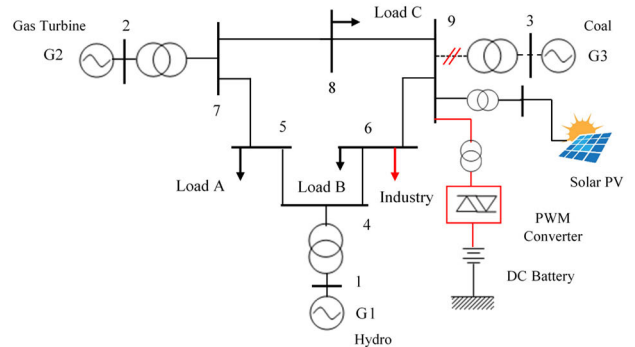 Gas Turbine
G2
2
7
8
Load C
9
3
Coal
G3
5
6
Load A
Load B
Industry
4
Solar PV
PWM
Converter
DC Battery
1
G1
Hydro